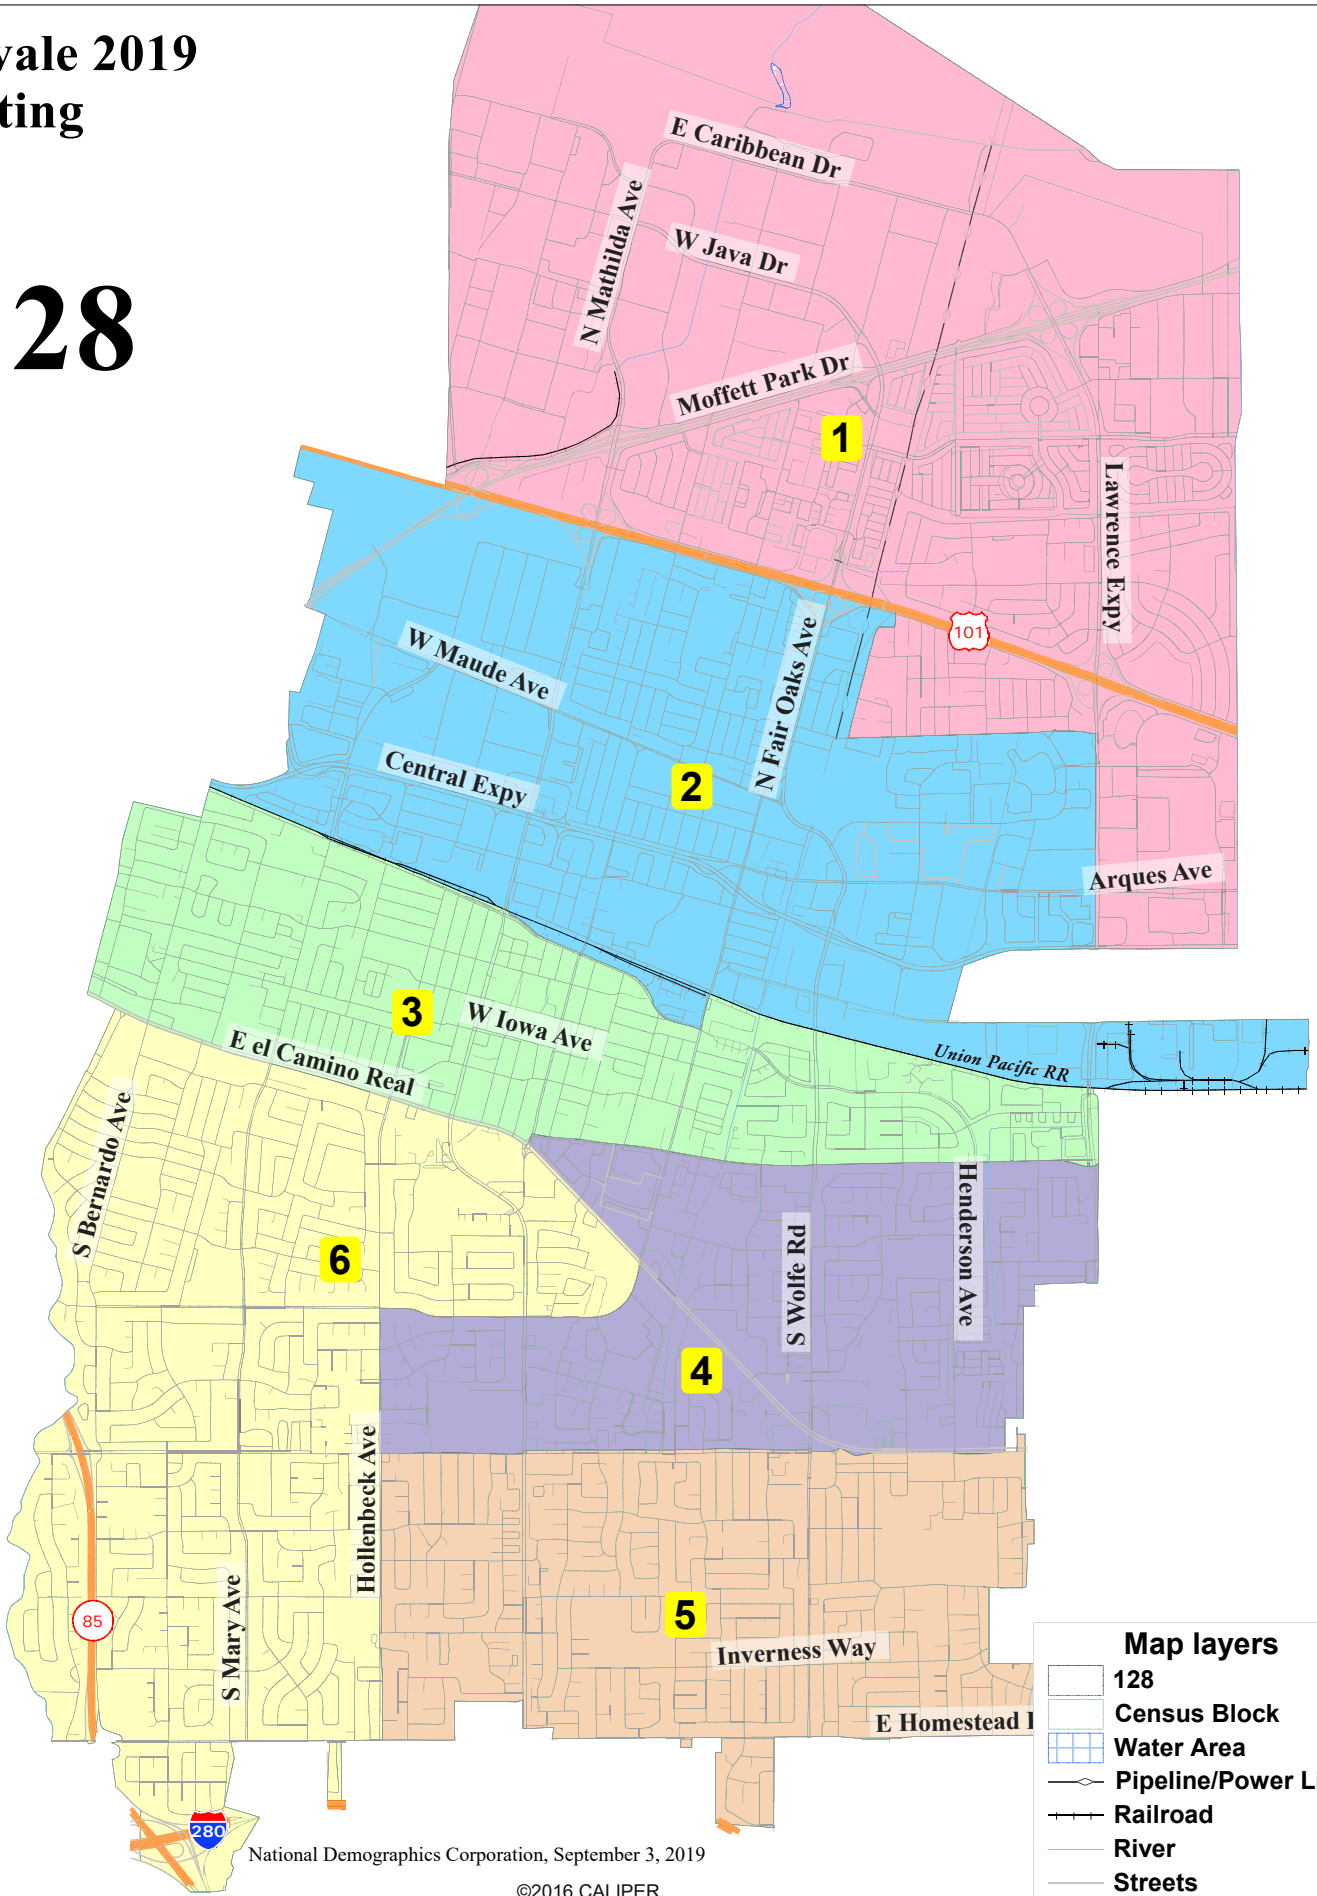 vale 2019
ting
28
E Caribbean Dr
N Mathilda Ave
W Java Dr
Moffett Park Dr
1
Lawrence Expy
101
N Fair Oaks Ave
W Maude Ave
Central Expy
2
Arques Ave
3
W Iowa Ave
E el Camino Real
Union Pacific RR
S Bernardo Ave
Henderson Ave
S Wolfe Rd
6
4
Hollenbeck Ave
S Mary Ave
85
5
Inverness Way
E Homestead
280
Map layers
128
Census Block
Water Area
Pipeline/Power Li
Railroad
River
Streets
National Demographics Corporation, September 3, 2019
©2016 CALIPER